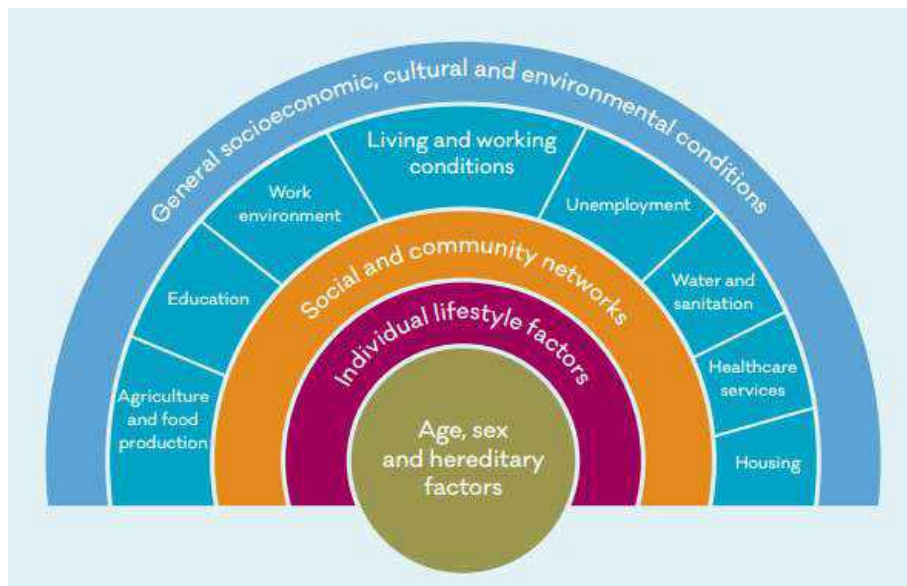 General socioeconomic, cultural and environmental conditions
Living and working
conditions
Work
environment
Unemployment
Education
Water and
sanitation
Agriculture
and food
production
Healthcare
services
Housing
Social and community networks
Individual lifestyle factors
Age, sex
and hereditary
factors